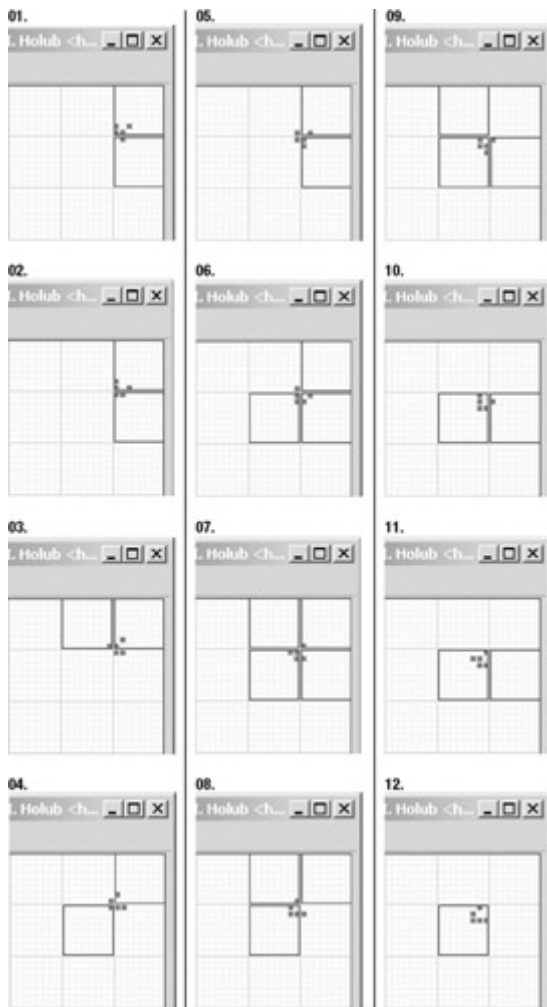 01.
. Holub <h...
02.
. Holub <h...
03.
. Holub <h...
04.
. Holub <h...
05.
. Holub <h...
06.
. Holub <h...
07.
. Holub <h...
08.
. Holub <h...
09.
. Holub <h...
10.
. Holub <h...
11.
. Holub <h...
12.
. Holub <h...